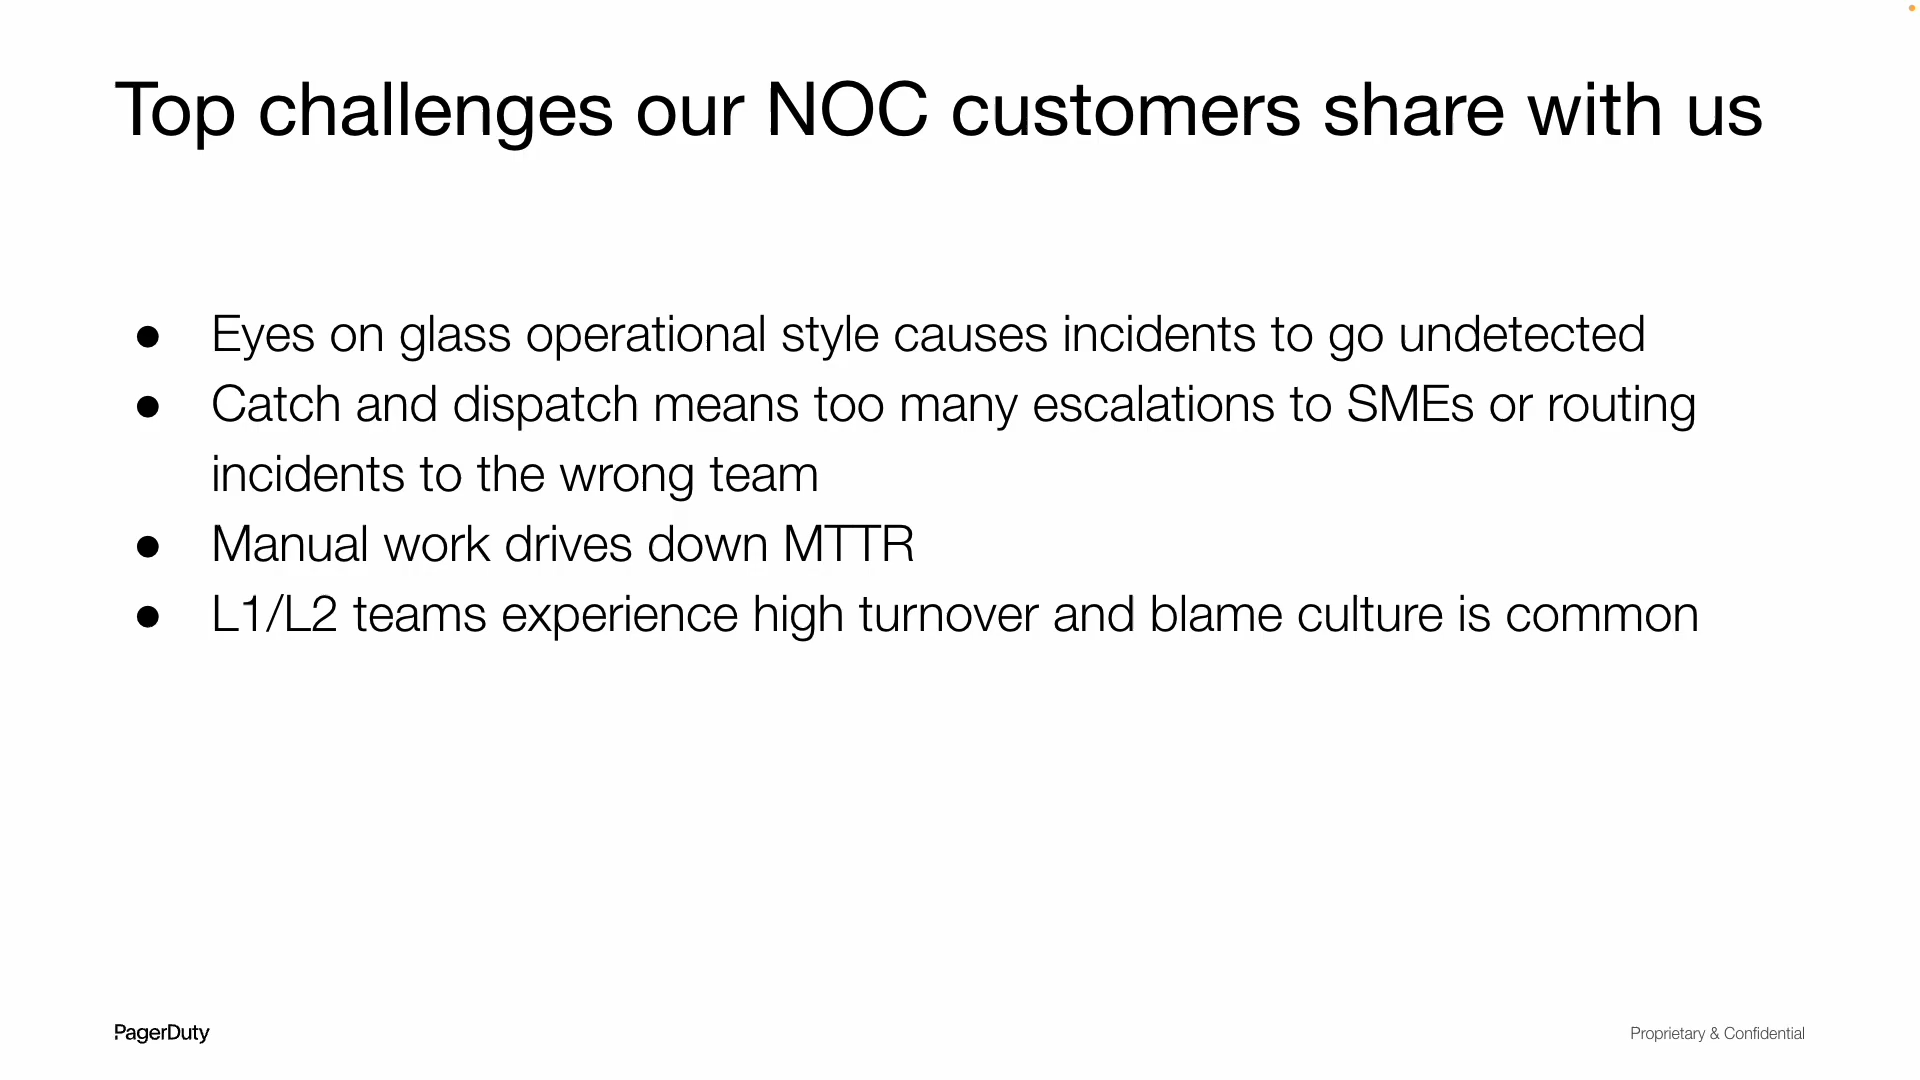 Top challenges our NOC customers share with us
● Eyes on glass operational style causes incidents to go undetected
● Catch and dispatch means too many escalations to SMEs or routing
incidents to the wrong team
● Manual work drives down MTTR
● L1/L2 teams experience high turnover and blame culture is common
PagerDuty
Proprietary & Confidential